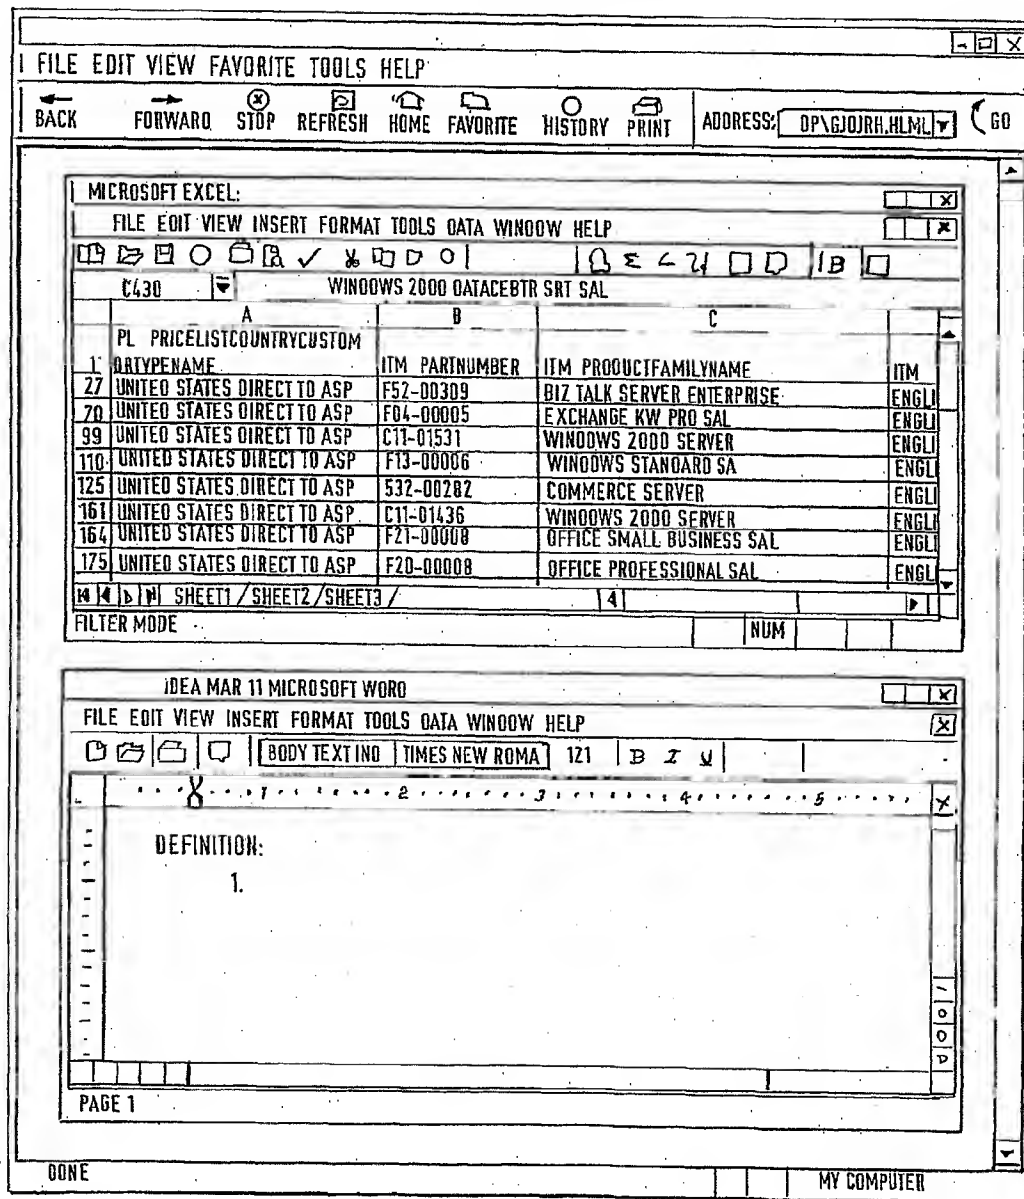 FILE EDIT VIEW FAVORITE TOOLS HELP
BACK FORWARD STOP REFRESH HOME FAVORITE HISTORY PRINT ADDRESS: OP\GJOJRH.HLML GO
MICROSOFT EXCEL:
FILE EDIT VIEW INSERT FORMAT TOOLS DATA WINDOW HELP
Σ B
C430 WINDOWS 2000 DATACEBTR SRT SAL
A B C
PL PRICELISTCOUNTRYCUSTOM
1 ORTYPENAME ITM PARTNUMBER ITM PRODUCTFAMILYNAME ITM
27 UNITED STATES DIRECT TO ASP F52-00309 BIZ TALK SERVER ENTERPRISE ENGLI
70 UNITED STATES DIRECT TO ASP F04-00005 EXCHANGE KW PRO SAL ENGLI
99 UNITED STATES DIRECT TO ASP C11-01531 WINDOWS 2000 SERVER ENGLI
110 UNITED STATES DIRECT TO ASP F13-00006 WINDOWS STANDARD SA ENGLI
125 UNITED STATES DIRECT TO ASP 532-00282 COMMERCE SERVER ENGLI
161 UNITED STATES DIRECT TO ASP C11-01436 WINDOWS 2000 SERVER ENGLI
164 UNITED STATES DIRECT TO ASP F21-00008 OFFICE SMALL BUSINESS SAL ENGLI
175 UNITED STATES DIRECT TO ASP F20-00008 OFFICE PROFESSIONAL SAL ENGL
SHEET1 / SHEET2 / SHEET3 /
FILTER MODE NUM
IDEA MAR 11 MICROSOFT WORD
FILE EDIT VIEW INSERT FORMAT TOOLS DATA WINDOW HELP
BODY TEXT IND TIMES NEW ROMA 121 B I U
1 2 3 4 5
DEFINITION:
1.
PAGE 1
DONE MY COMPUTER